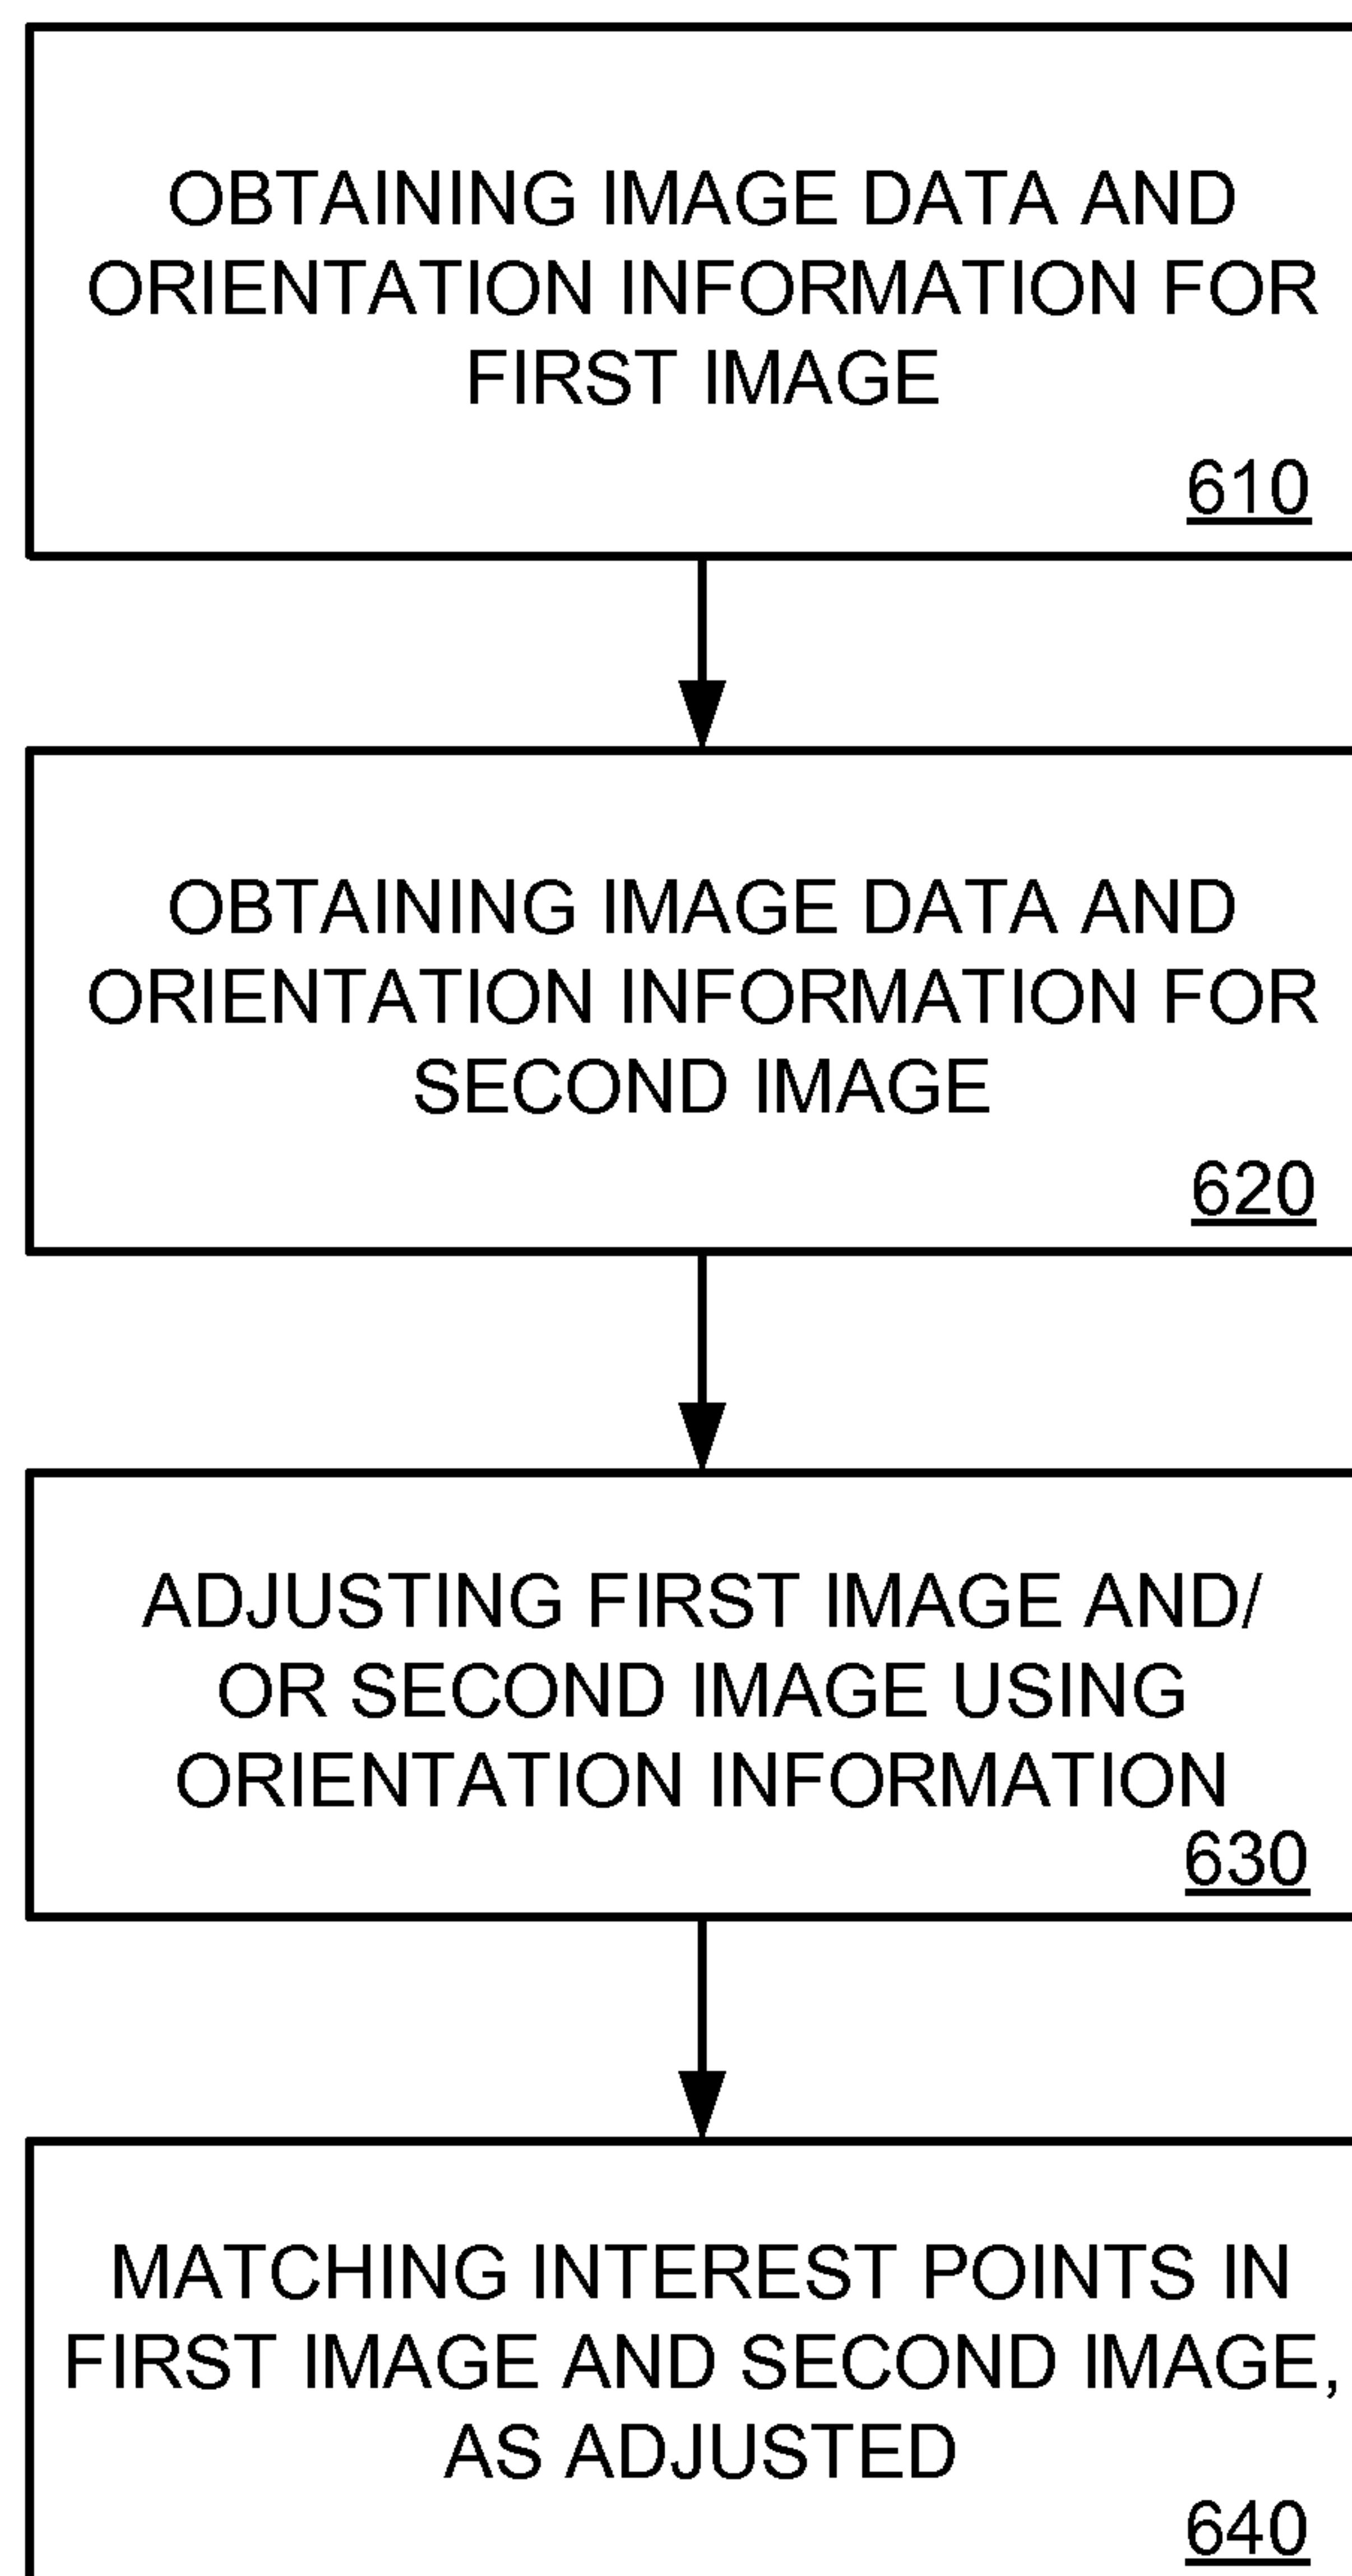 OBTAINING IMAGE DATA AND
ORIENTATION INFORMATION FOR
FIRST IMAGE
610
OBTAINING IMAGE DATA AND
ORIENTATION INFORMATION FOR
SECOND IMAGE
620
ADJUSTING FIRST IMAGE AND/
OR SECOND IMAGE USING
ORIENTATION INFORMATION
630
MATCHING INTEREST POINTS IN
FIRST IMAGE AND SECOND IMAGE,
AS ADJUSTED
640